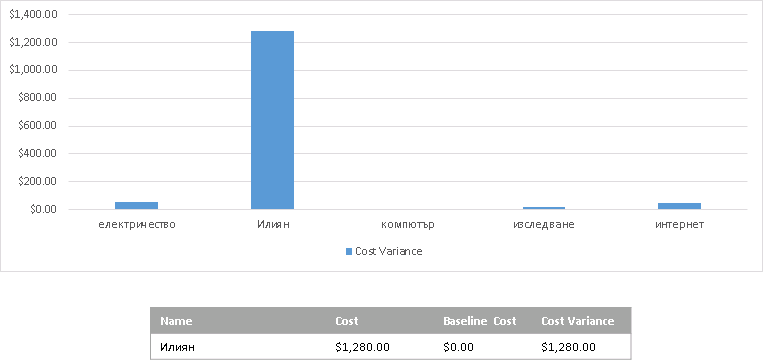 $1,400.00
$1,200.00
$1,000.00
$800.00
$600.00
$400.00
$200.00
$0.00
електричество Илиян компютър изследване интернет
Cost Variance
Name Cost Baseline Cost Cost Variance
Илиян $1,280.00 $0.00 $1,280.00